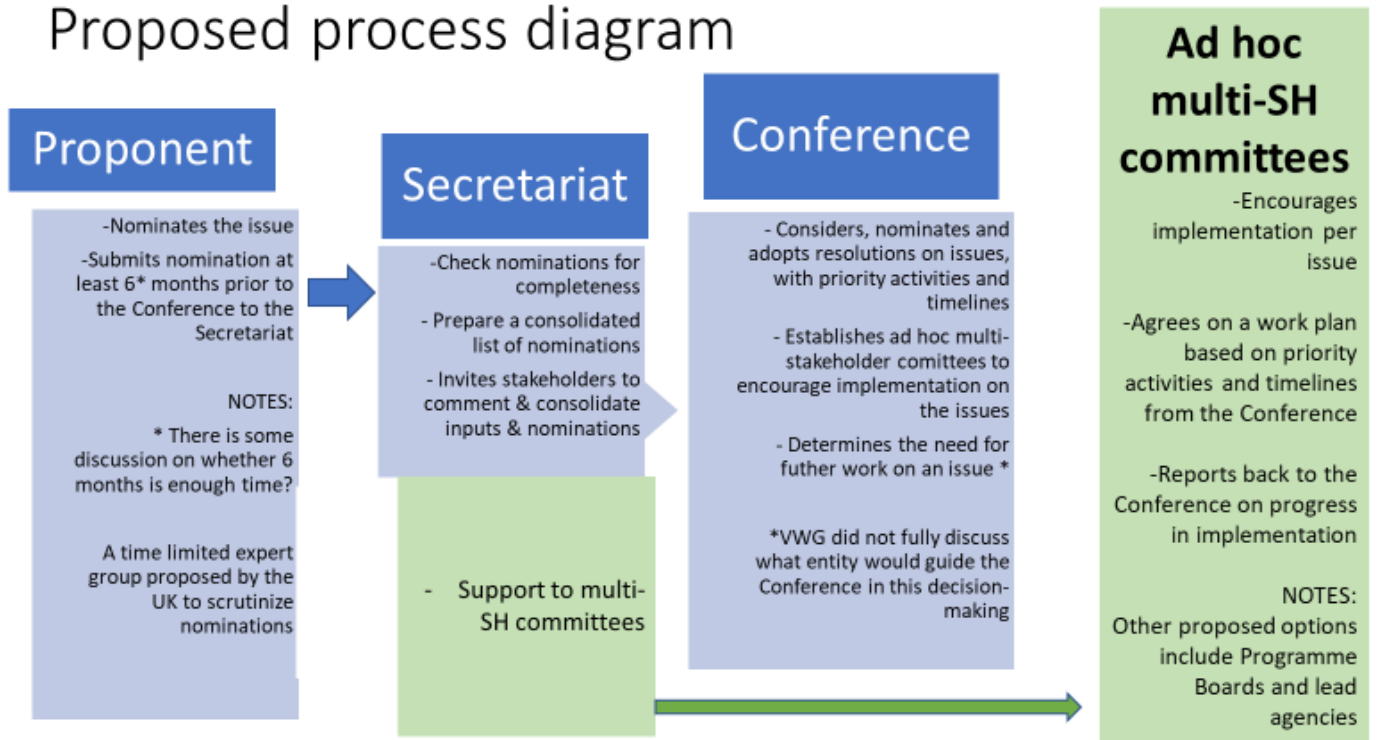 Proposed process diagram
Proponent
-Nominates the issue
-Submits nomination at
least 6* months prior to
the Conference to the
Secretariat
NOTES:
* There is some
discussion on whether 6
months is enough time?
A time limited expert
group proposed by the
UK to scrutinize
nominations
Secretariat
-Check nominations for
completeness
- Prepare a consolidated
list of nominations
- Invites stakeholders to
comment & consolidate
inputs & nominations
- Support to multi-
SH committees
Conference
- Considers, nominates and
adopts resolutions on issues,
with priority activities and
timelines
- Establishes ad hoc multi-
stakeholder comittees to
encourage implementation on
the issues
- Determines the need for
futher work on an issue *
*VWG did not fully discuss
what entity would guide the
Conference in this decision-
making
Ad hoc
multi-SH
committees
-Encourages
implementation per
issue
-Agrees on a work plan
based on priority
activities and timelines
from the Conference
-Reports back to the
Conference on progress
in implementation
NOTES:
Other proposed options
include Programme
Boards and lead
agencies